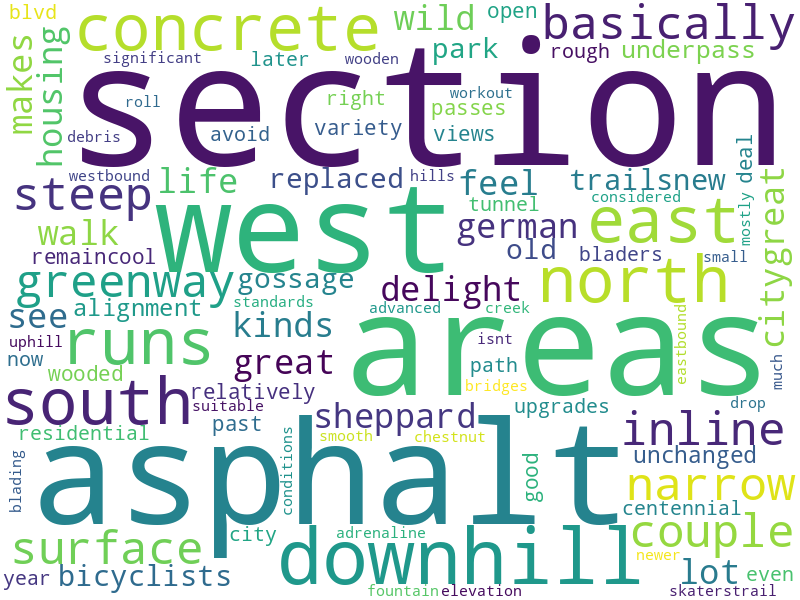 blvd
concrete
wild
open
basically
makes
housing
significant
later
wooden
park
rough
underpass
section
roll
right
workout
passes
debris
avoid
variety
views
westbound
life
replaced
hills
feel
trailsnew
mostly
deal
steep
west
tunnel
considered
citygreat
walk
german
east
remaincool
old
bladers
small
greenway
gossage
delight
north
see
alignment
standards
advanced
creek
areas
uphill
runs
kinds
isnt
eastbound
now
wooded
great
path
much
south
relatively
suitable
bridges
past
sheppard
upgrades
drop
residential
conditions
smooth
chestnut
inline
asphalt
good
unchanged
blading
narrow
centennial
surface
city
adrenaline
downhill
couple
newer
year
bicyclists
fountain
elevation
lot
even
skaterstrail